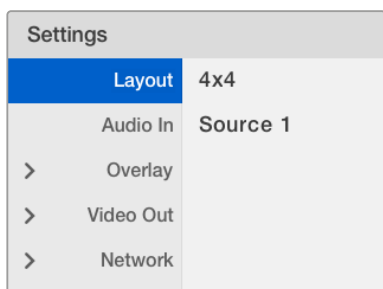 Settings
Layout 4x4
Audio In Source 1
Overlay
Video Out
Network